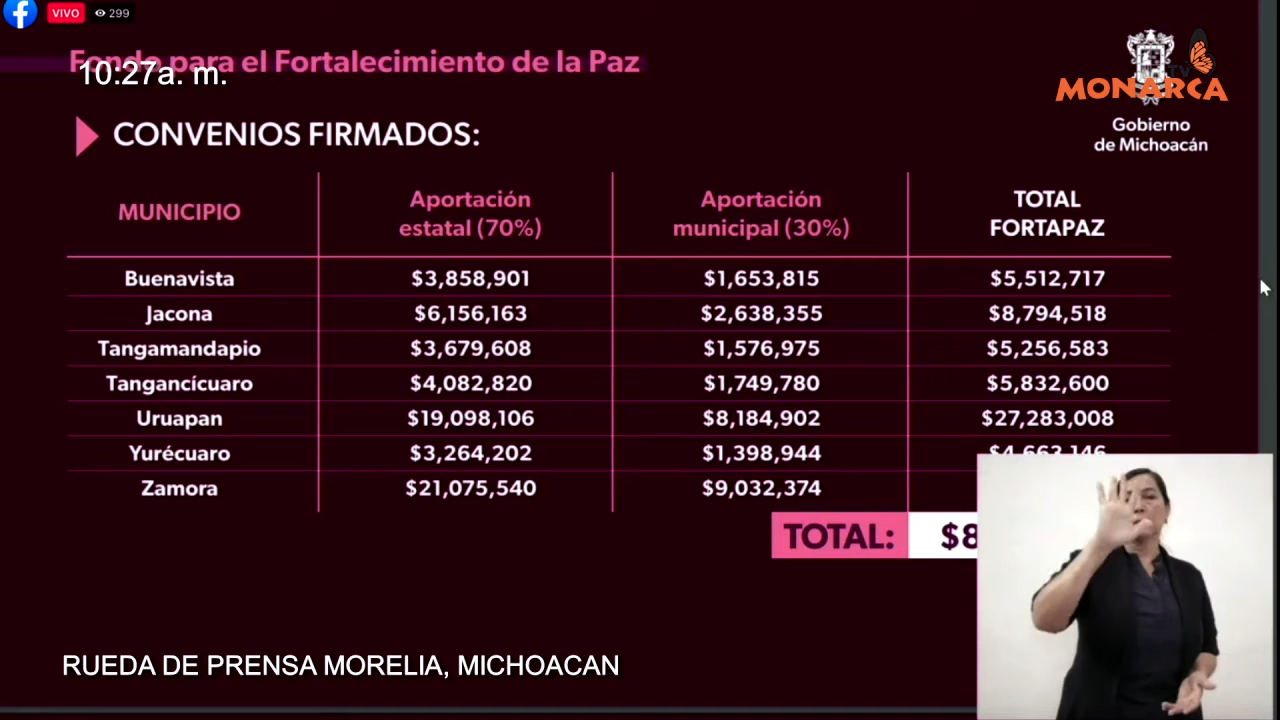 VIVO 299
Fondo para el Fortalecimiento de la Paz
10:27a. m.
TV
MONARCA
Gobierno
de Michoacán
CONVENIOS FIRMADOS:
MUNICIPIO Aportación estatal (70%) Aportación municipal (30%) TOTAL FORTAPAZ
Buenavista $3,858,901 $1,653,815 $5,512,717
Jacona $6,156,163 $2,638,355 $8,794,518
Tangamandapio $3,679,608 $1,576,975 $5,256,583
Tangancícuaro $4,082,820 $1,749,780 $5,832,600
Uruapan $19,098,106 $8,184,902 $27,283,008
Yurécuaro $3,264,202 $1,398,944 $4,663,146
Zamora $21,075,540 $9,032,374
TOTAL: $8
RUEDA DE PRENSA MORELIA, MICHOACAN